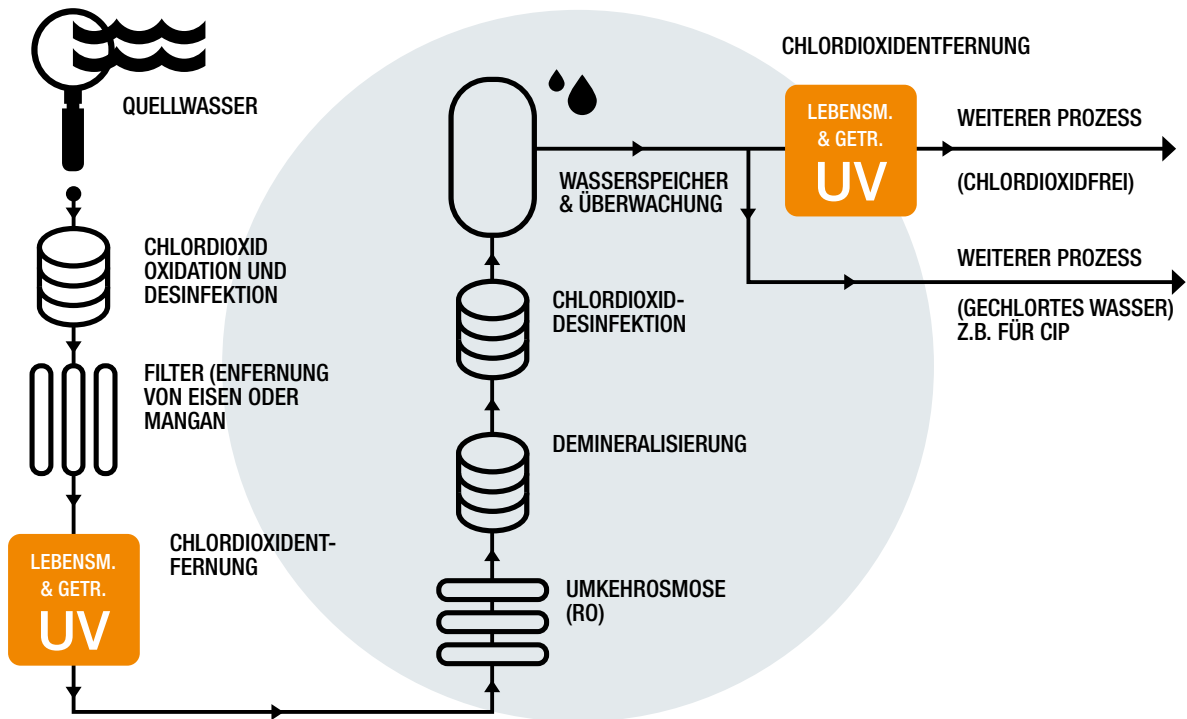 QUELLWASSER
CHLORDIOXID
OXIDATION UND
DESINFEKTION
FILTER (ENFERNUNG
VON EISEN ODER
MANGAN
LEBENSM.
& GETR.
UV
CHLORDIOXIDENT-
FERNUNG
UMKEHROSMOSE
(RO)
DEMINERALISIERUNG
CHLORDIOXID-
DESINFEKTION
WASSERSPEICHER
& ÜBERWACHUNG
CHLORDIOXIDENTFERNUNG
LEBENSM.
& GETR.
UV
WEITERER PROZESS
(CHLORDIOXIDFREI)
WEITERER PROZESS
(GECHLORTES WASSER)
Z.B. FÜR CIP